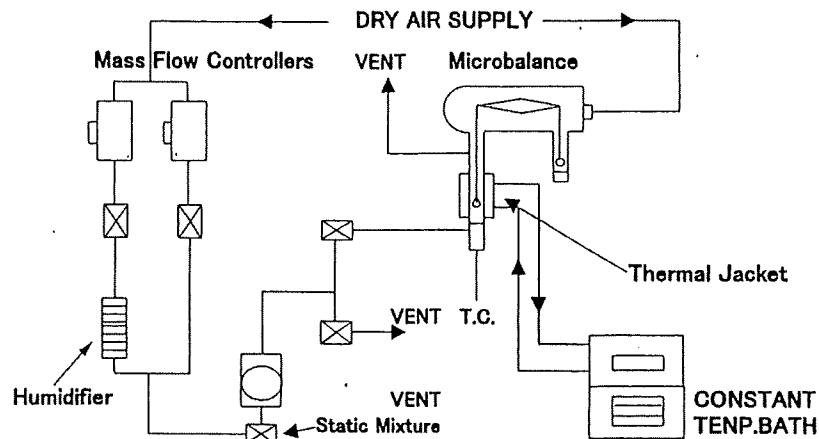 DRY AIR SUPPLY
Mass Flow Controllers
VENT
Microbalance
Thermal Jacket
VENT
T.C.
Humidifier
VENT
Static Mixture
CONSTANT
TENP.BATH